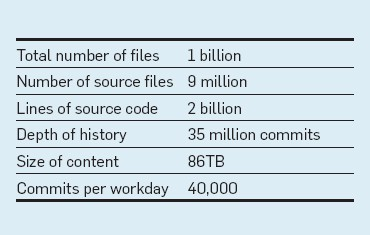 Total number of files 1 billion
Number of source files 9 million
Lines of source code 2 billion
Depth of history 35 million commits
Size of content 86TB
Commits per workday 40,000